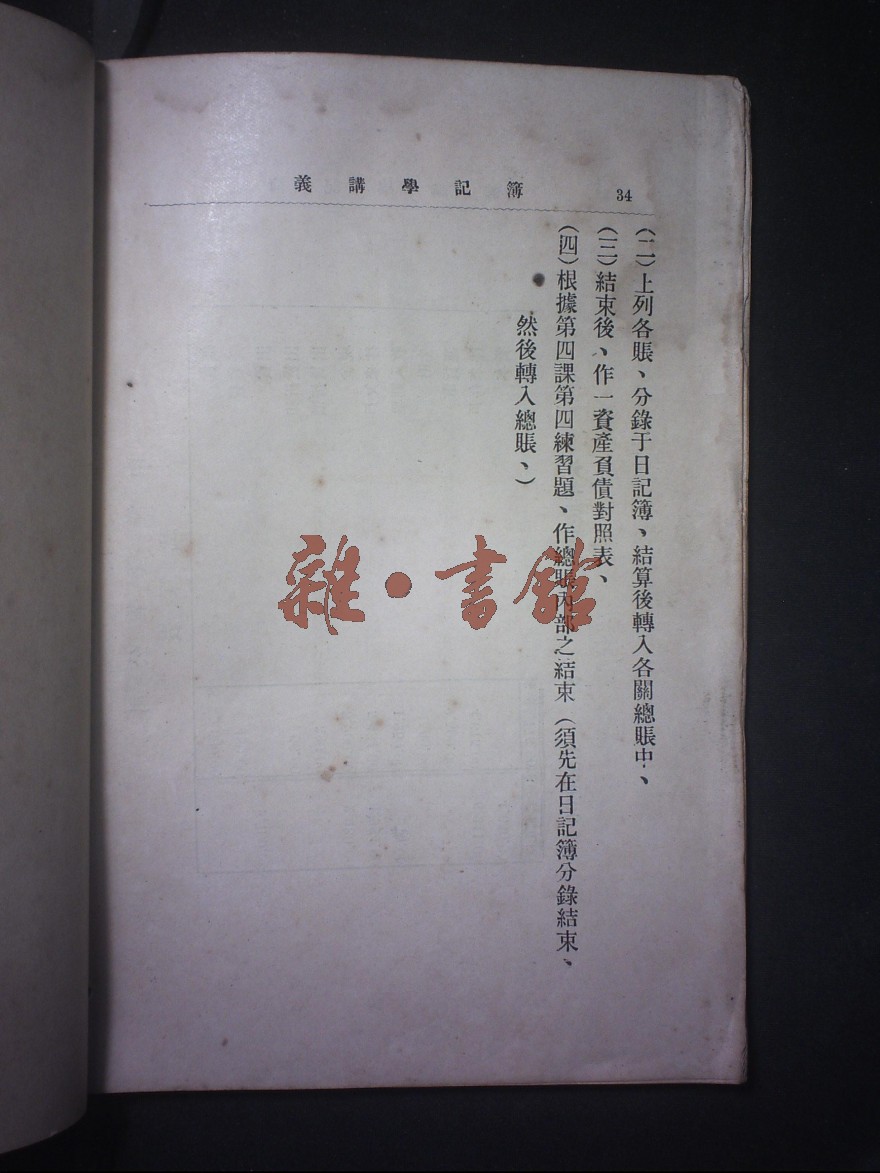 簿記學講義
34
(二)上列各賬、分錄于日記簿、結算後轉入各關總賬中、
(三)結束後、作一資產負債對照表、
(四)根據第四課第四練習題、作總賬內部之結束(須先在日記簿分錄結束、
然後轉入總賬、)
雜·書館